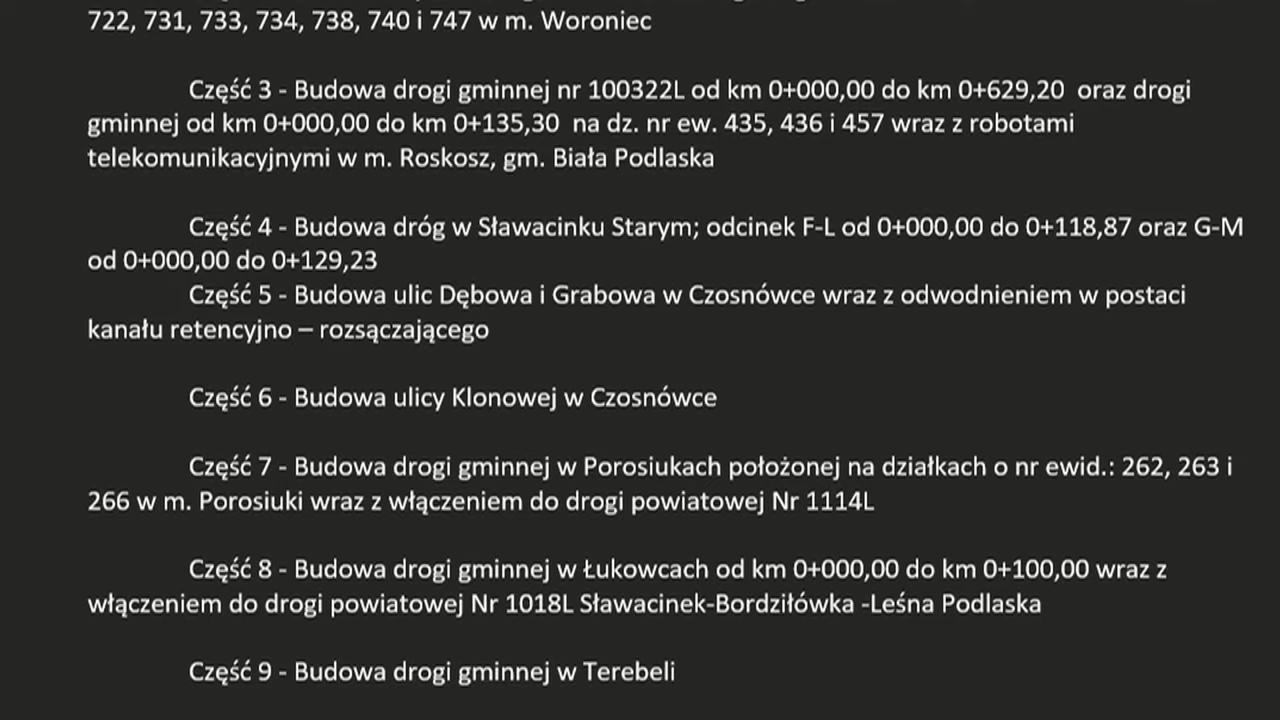 722, 731, 733, 734, 738, 740 i 747 w m. Woroniec
Część 3 - Budowa drogi gminnej nr 100322L od km 0+000,00 do km 0+629,20 oraz drogi
gminnej od km 0+000,00 do km 0+135,30 na dz. nr ew. 435, 436 i 457 wraz z robotami
telekomunikacyjnymi w m. Roskosz, gm. Biała Podlaska
Część 4 - Budowa dróg w Sławacinku Starym; odcinek F-L od 0+000,00 do 0+118,87 oraz G-M
od 0+000,00 do 0+129,23
Część 5 - Budowa ulic Dębowa i Grabowa w Czosnówce wraz z odwodnieniem w postaci
kanału retencyjno – rozsączającego
Część 6 - Budowa ulicy Klonowej w Czosnówce
Część 7 - Budowa drogi gminnej w Porosiukach położonej na działkach o nr ewid.: 262, 263 i
266 w m. Porosiuki wraz z włączeniem do drogi powiatowej Nr 1114L
Część 8 - Budowa drogi gminnej w Łukowcach od km 0+000,00 do km 0+100,00 wraz z
włączeniem do drogi powiatowej Nr 1018L Sławacinek-Bordziłówka -Leśna Podlaska
Część 9 - Budowa drogi gminnej w Terebeli